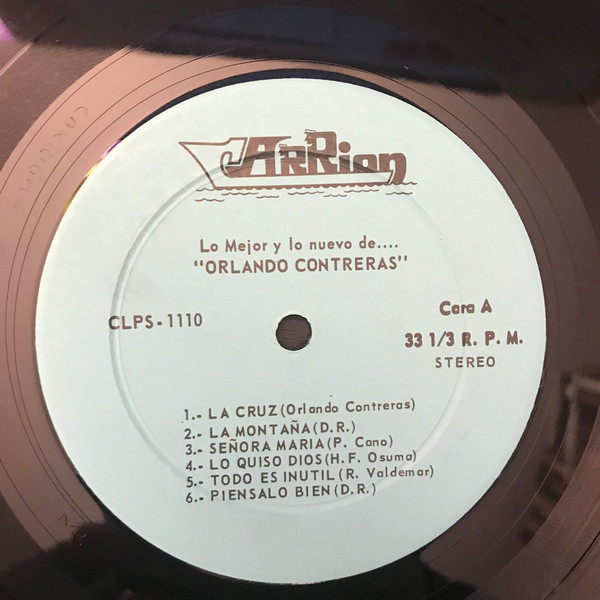 CARRION
CARRion
Lo Mejor y lo nuevo de....
"ORLANDO CONTRERAS"
CLPS-1110
Cara A
33 1/3 R. P. M.
STEREO
1.- LA CRUZ (Orlando Contreras)
2.- LA MONTAÑA (D.R.)
3.- SEÑORA MARIA (P. Cano)
4.- LO QUISO DIOS (H. F. Osuma)
5.- TODO ES INUTIL (R. Valdemar)
6.- PIENSALO BIEN (D.R.)